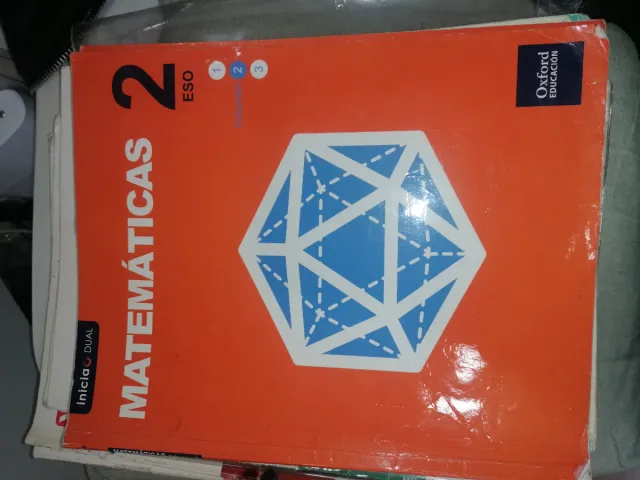 Inicia DUAL
MATEMÁTICAS
2
ESO
1 2 3
Oxford
EDUCACIÓN